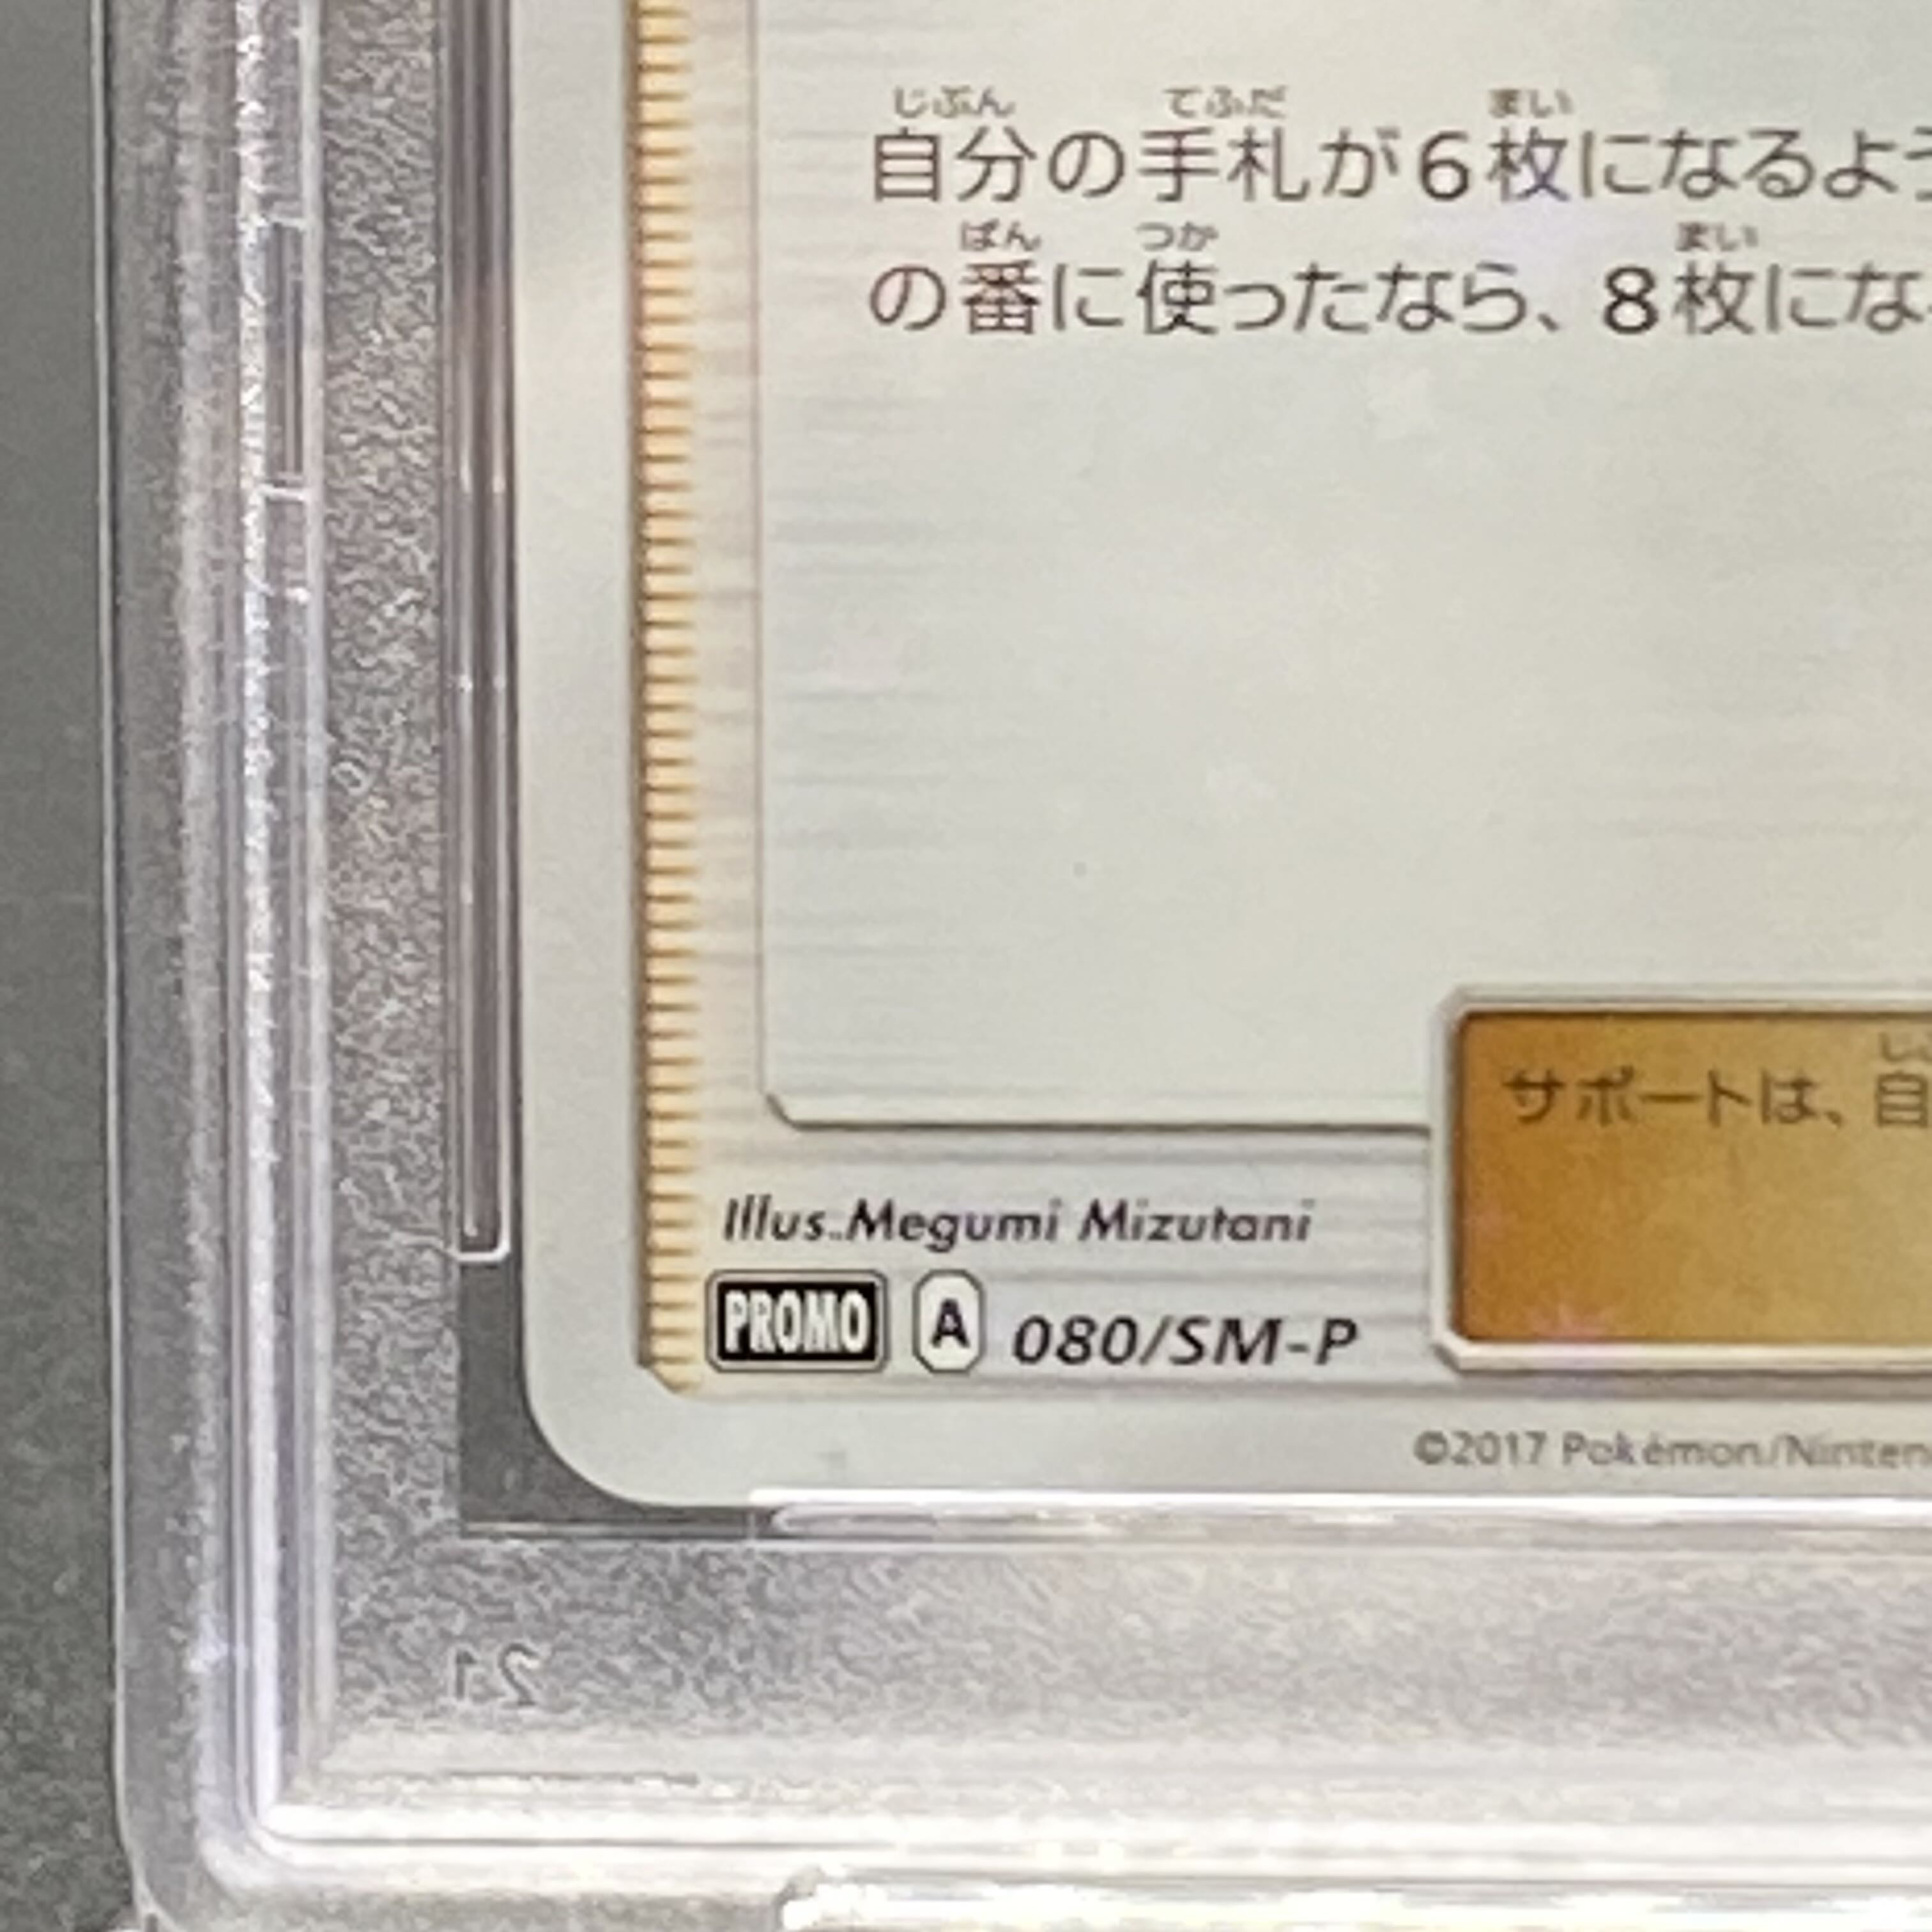 じぶん てふだ まい
自分の手札が6枚になるよう
ばん つか まい
の番に使ったなら、8枚にな
サポートは、自
Illus. Megumi Mizutani
PROMO A 080/SM-P
©2017 Pokémon/Ninten
21